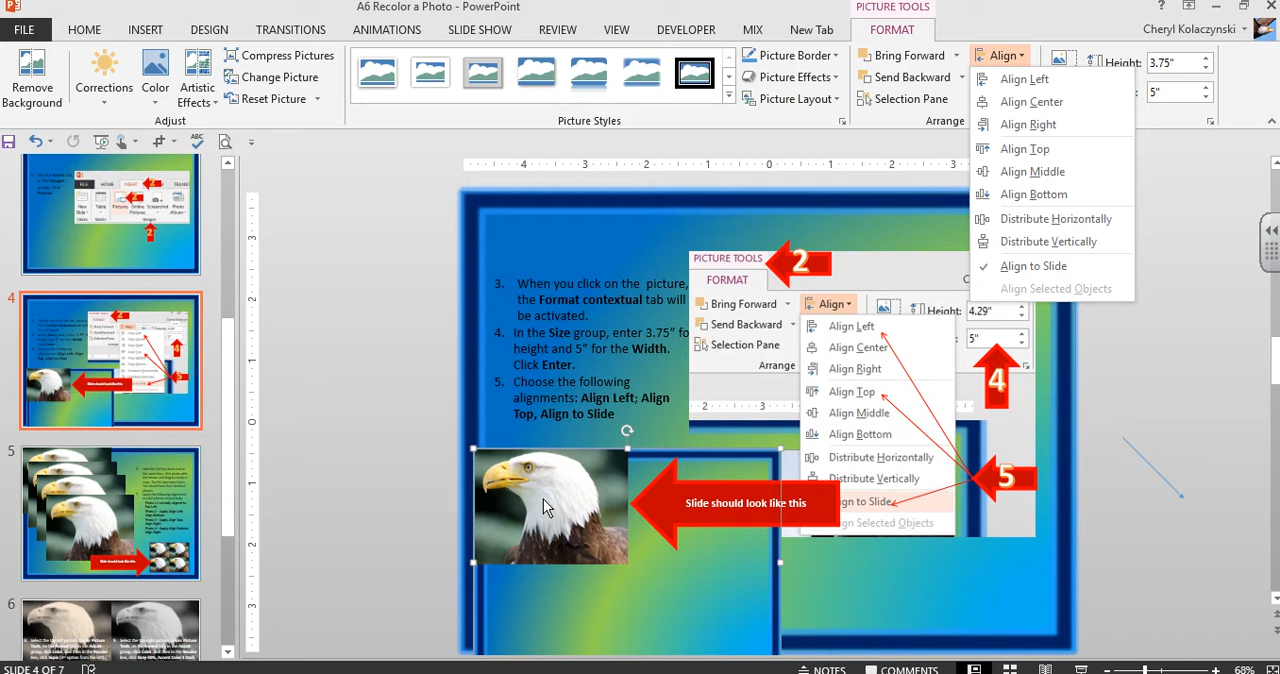 A6 Recolor a Photo - PowerPoint
PICTURE TOOLS
FILE HOME INSERT DESIGN TRANSITIONS ANIMATIONS SLIDE SHOW REVIEW VIEW DEVELOPER MIX New Tab FORMAT
Cheryl Kolaczynski
Remove Background
Corrections
Color
Artistic Effects
Compress Pictures
Change Picture
Reset Picture
Adjust
Picture Styles
Picture Border
Picture Effects
Picture Layout
Bring Forward
Send Backward
Selection Pane
Arrange
Align
Height: 3.75"
5"
Align Left
Align Center
Align Right
Align Top
Align Middle
Align Bottom
Distribute Horizontally
Distribute Vertically
Align to Slide
Align Selected Objects
4
5
6
3. When you click on the picture,
the Format contextual tab will
be activated.
4. In the Size group, enter 3.75” fo
height and 5” for the Width.
Click Enter.
5. Choose the following
alignments: Align Left; Align
Top, Align to Slide
PICTURE TOOLS
2
FORMAT
Bring Forward
Send Backward
Selection Pane
Arrange
Align
Height: 4.29"
5"
4
Align Left
Align Center
Align Right
Align Top
Align Middle
Align Bottom
Distribute Horizontally
Distribute Vertically
to Slide
Selected Objects
5
Slide should look like this
SLIDE 4 OF 7
NOTES
COMMENTS
68%